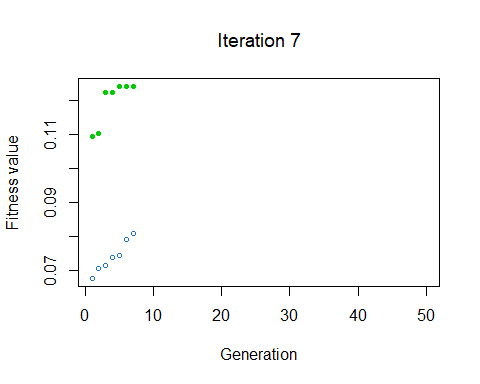 Iteration 7
Fitness value
0.11
0.09
0.07
0 10 20 30 40 50
Generation